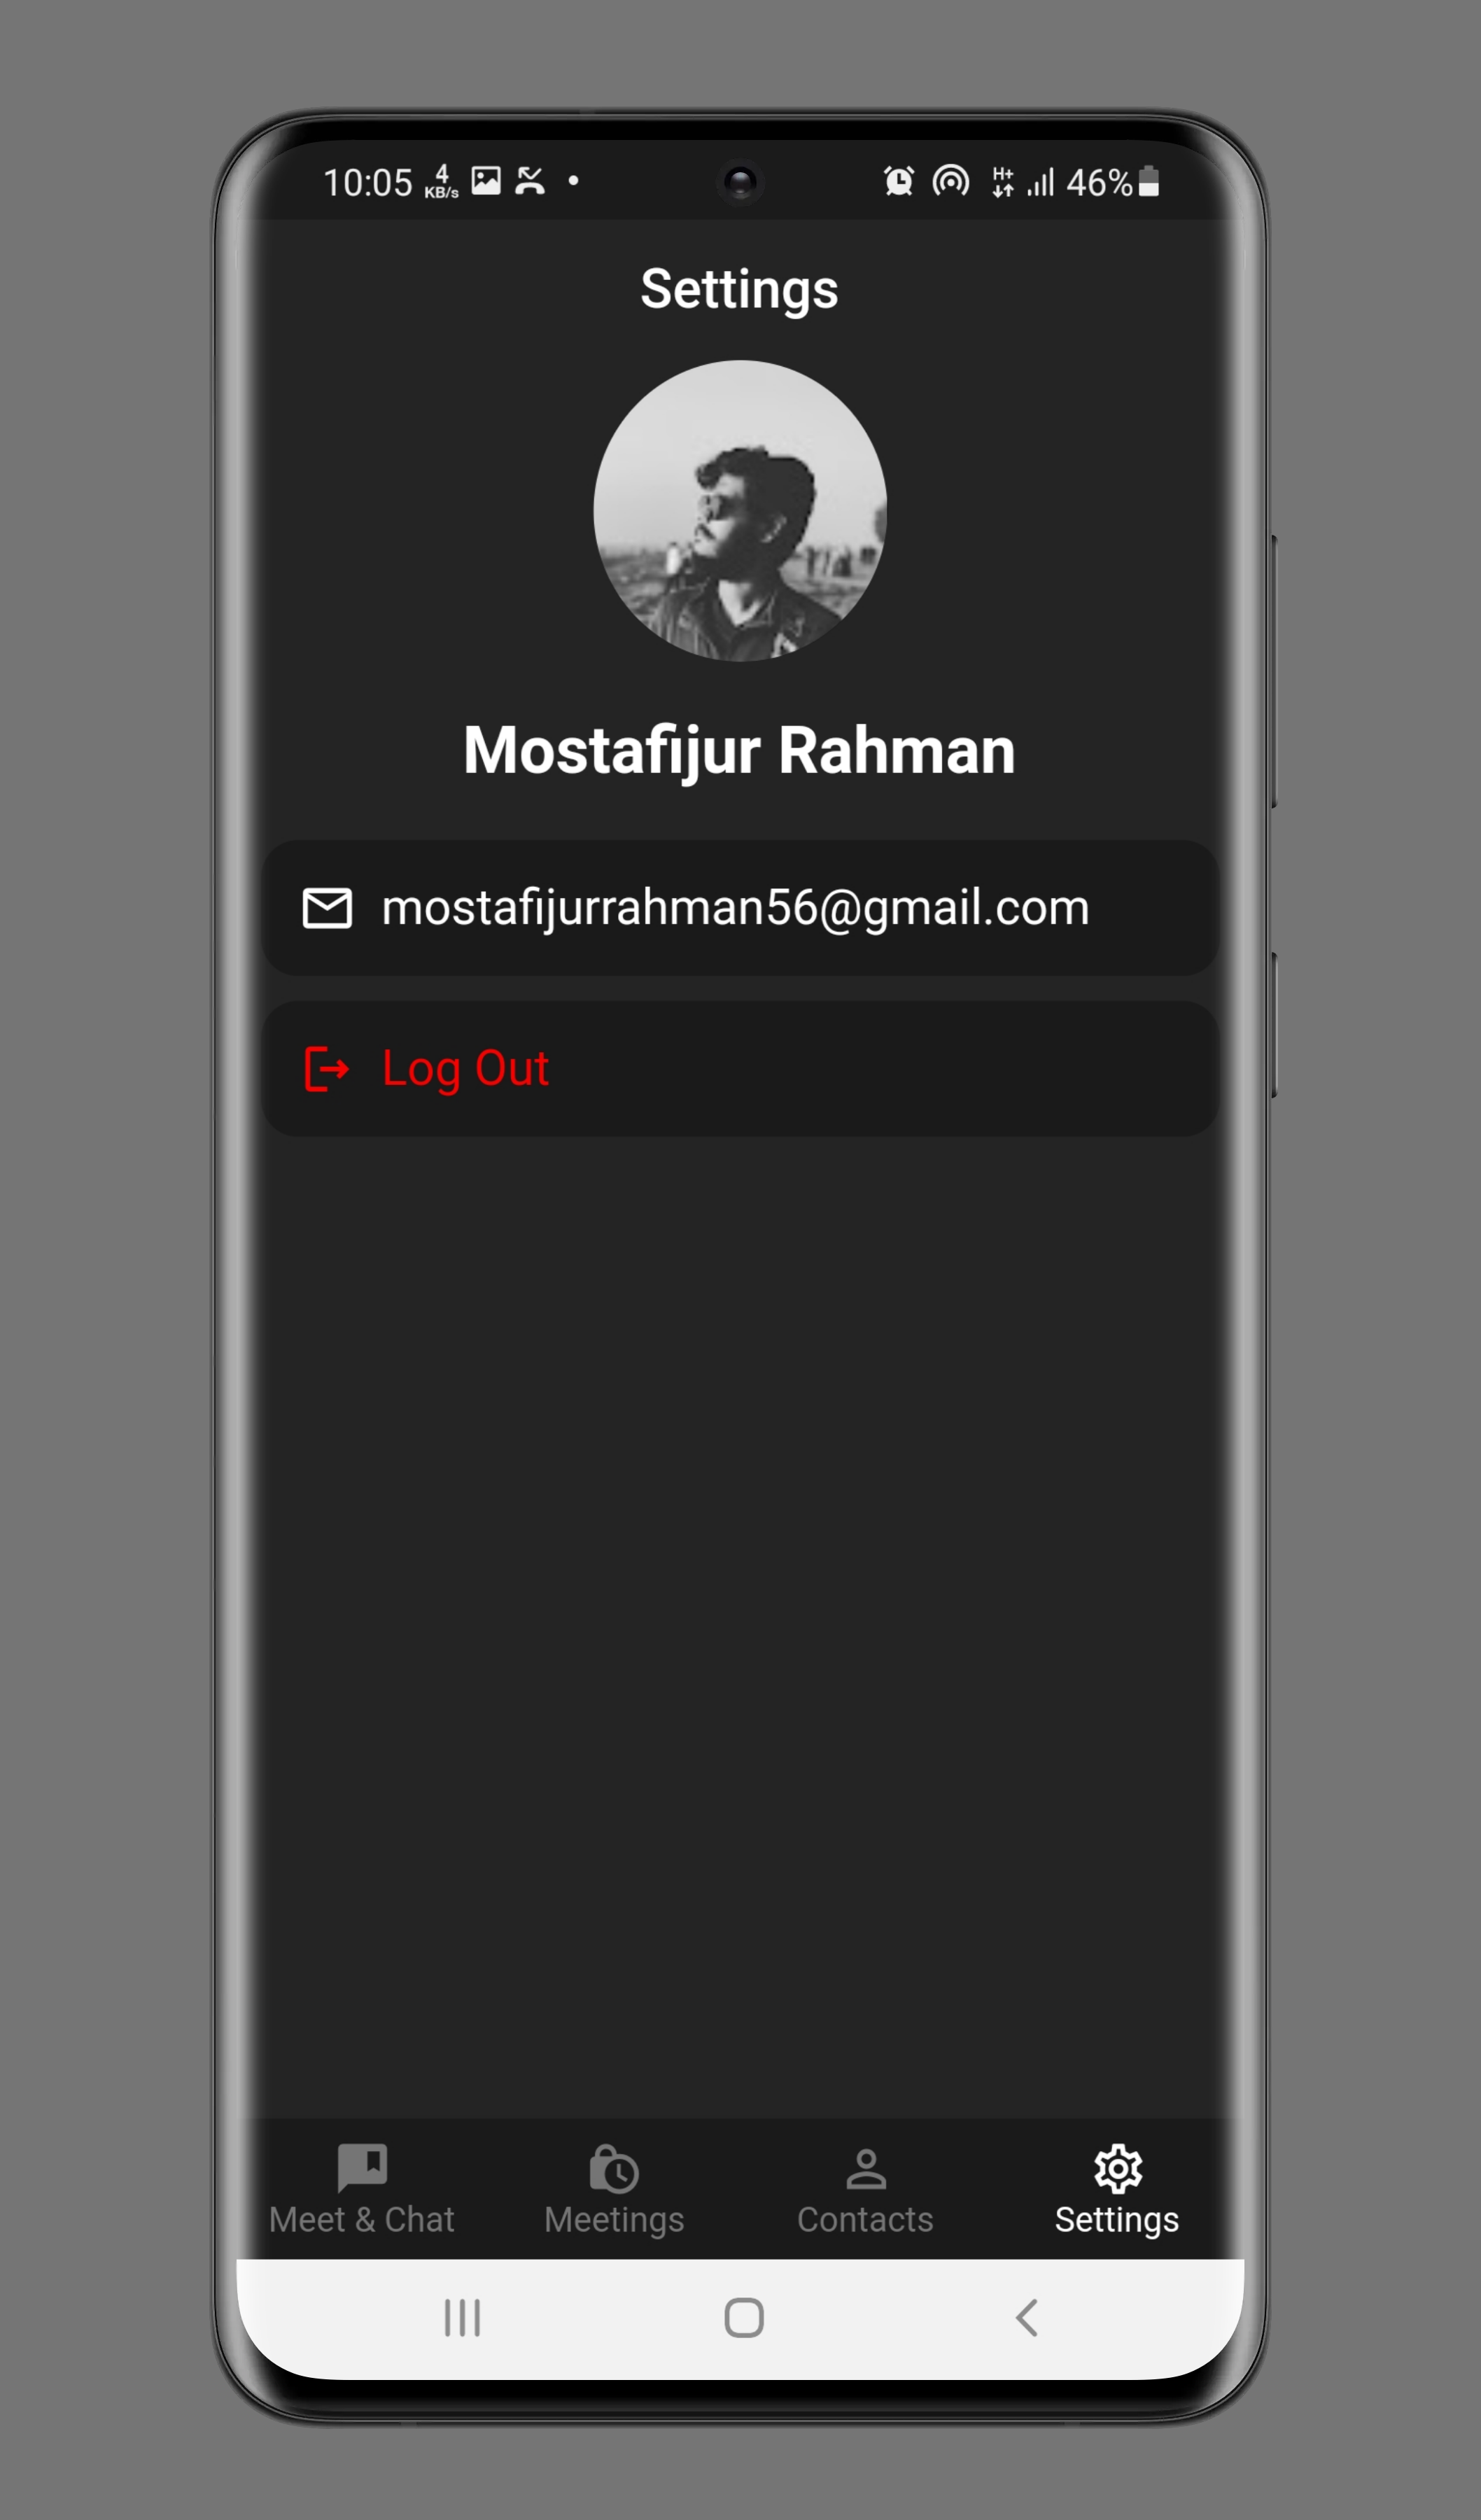 10:05 4 KB/s H+ 46%
Settings
Mostafijur Rahman
mostafijurrahman56@gmail.com
Log Out
Meet & Chat Meetings Contacts Settings